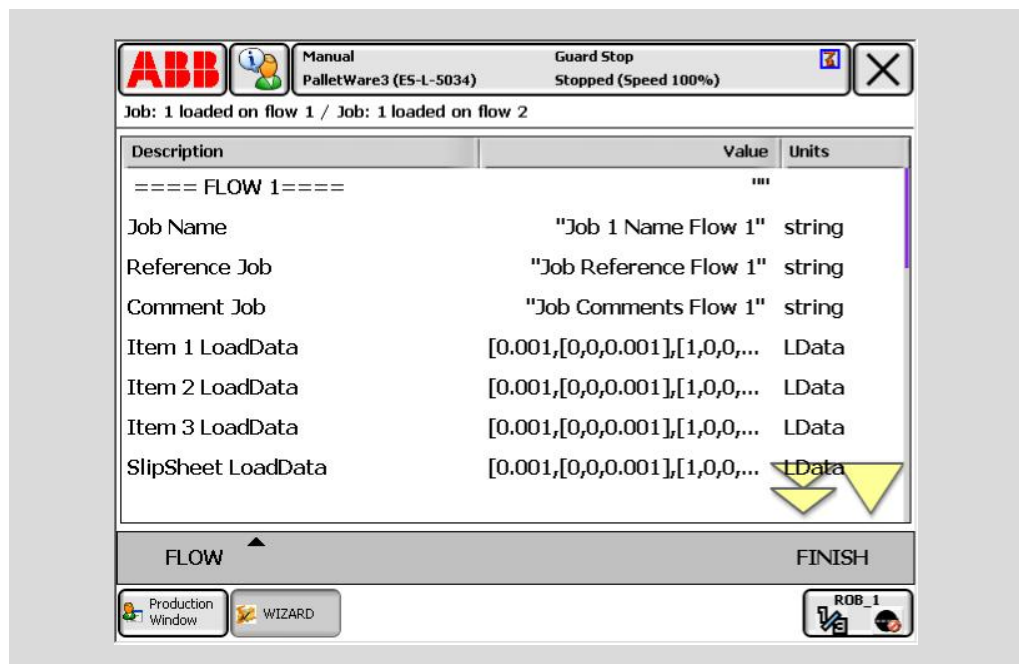 ABB
Manual Guard Stop
PalletWare3 (ES-L-5034) Stopped (Speed 100%)
Job: 1 loaded on flow 1 / Job: 1 loaded on flow 2
Description Value Units
==== FLOW 1==== ""
Job Name "Job 1 Name Flow 1" string
Reference Job "Job Reference Flow 1" string
Comment Job "Job Comments Flow 1" string
Item 1 LoadData [0.001,[0,0,0.001],[1,0,0,... LData
Item 2 LoadData [0.001,[0,0,0.001],[1,0,0,... LData
Item 3 LoadData [0.001,[0,0,0.001],[1,0,0,... LData
SlipSheet LoadData [0.001,[0,0,0.001],[1,0,0,... LData
FLOW FINISH
Production
Window
WIZARD
ROB_1
1/3